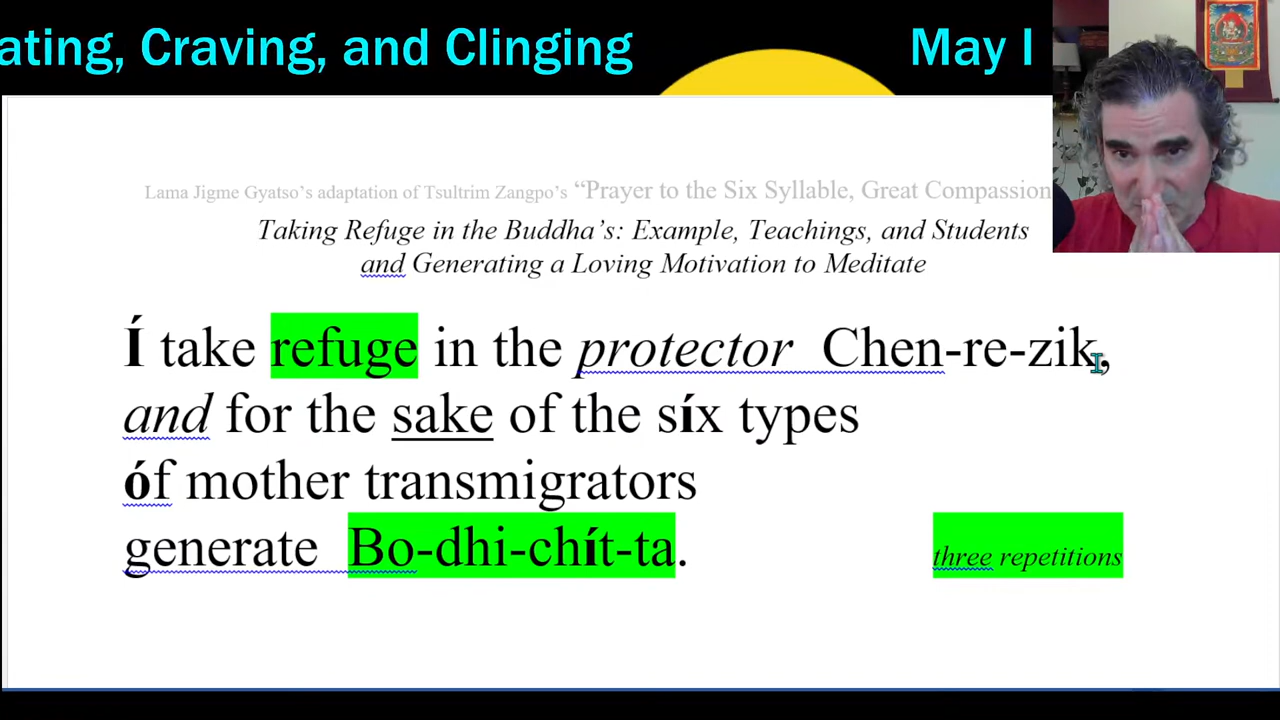 ating, Craving, and Clinging May I
Lama Jigme Gyatso’s adaptation of Tsultrim Zangpo’s “Prayer to the Six Syllable, Great Compassion
Taking Refuge in the Buddha’s: Example, Teachings, and Students
and Generating a Loving Motivation to Meditate
Í take refuge in the protector Chen-re-zik,
and for the sake of the síx types
óf mother transmigrators
generate Bo-dhi-chít-ta. three repetitions